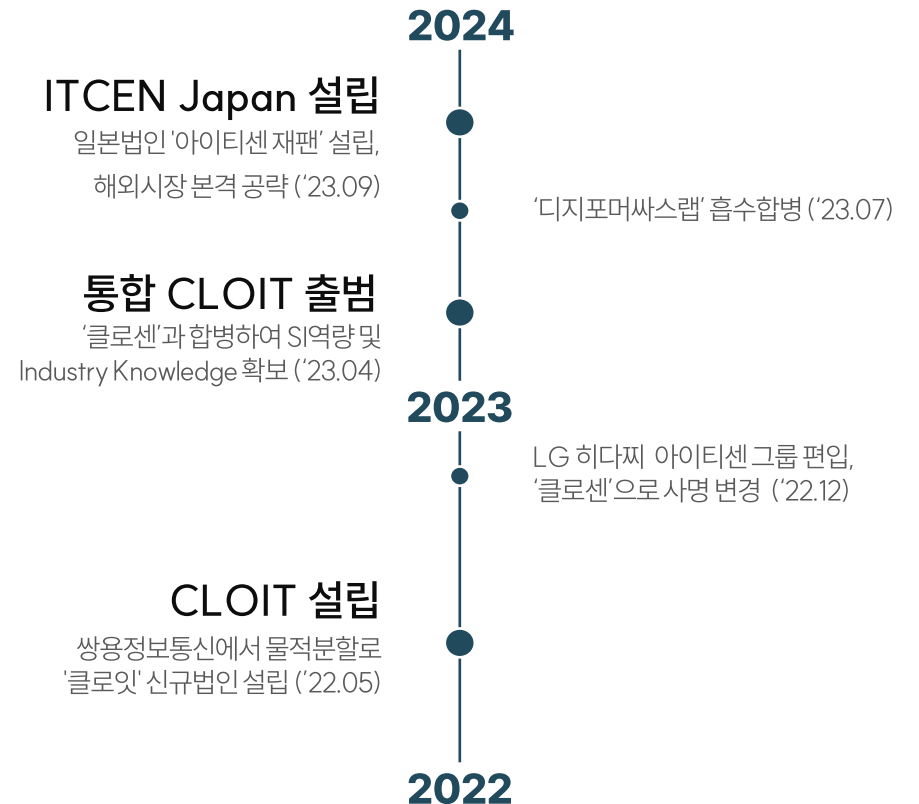 2024
ITCEN Japan 설립
일본법인 '아이티센 재팬’ 설립,
해외시장 본격 공략 (‘23.09)
‘디지포머싸스랩’ 흡수합병 (‘23.07)
통합 CLOIT 출범
‘클로센’과 합병하여 SI역량 및
Industry Knowledge 확보 (‘23.04)
2023
LG 히다찌 아이티센 그룹 편입,
‘클로센’으로 사명 변경 (‘22.12)
CLOIT 설립
쌍용정보통신에서 물적분할로
'클로잇' 신규법인 설립 (‘22.05)
2022